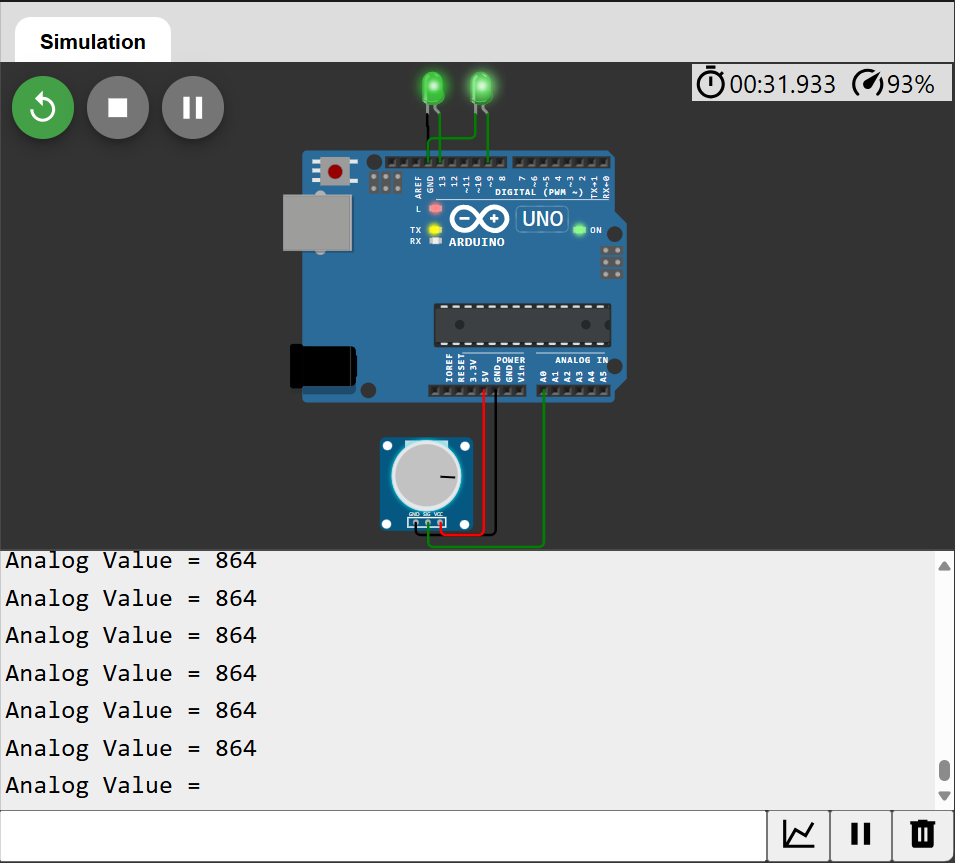 Simulation
00:31.933 93%
AREF GND 13 12 ~11 ~10 ~9 8 7 ~6 ~5 4 ~3 2 TX→1 RX←0
DIGITAL (PWM ~)
L
UNO
TX
ON
RX
ARDUINO
POWER
ANALOG IN
IOREF RESET 3.3V 5V GND GND Vin A0 A1 A2 A3 A4 A5
GND SIG VCC
Analog Value = 864
Analog Value = 864
Analog Value = 864
Analog Value = 864
Analog Value = 864
Analog Value = 864
Analog Value =